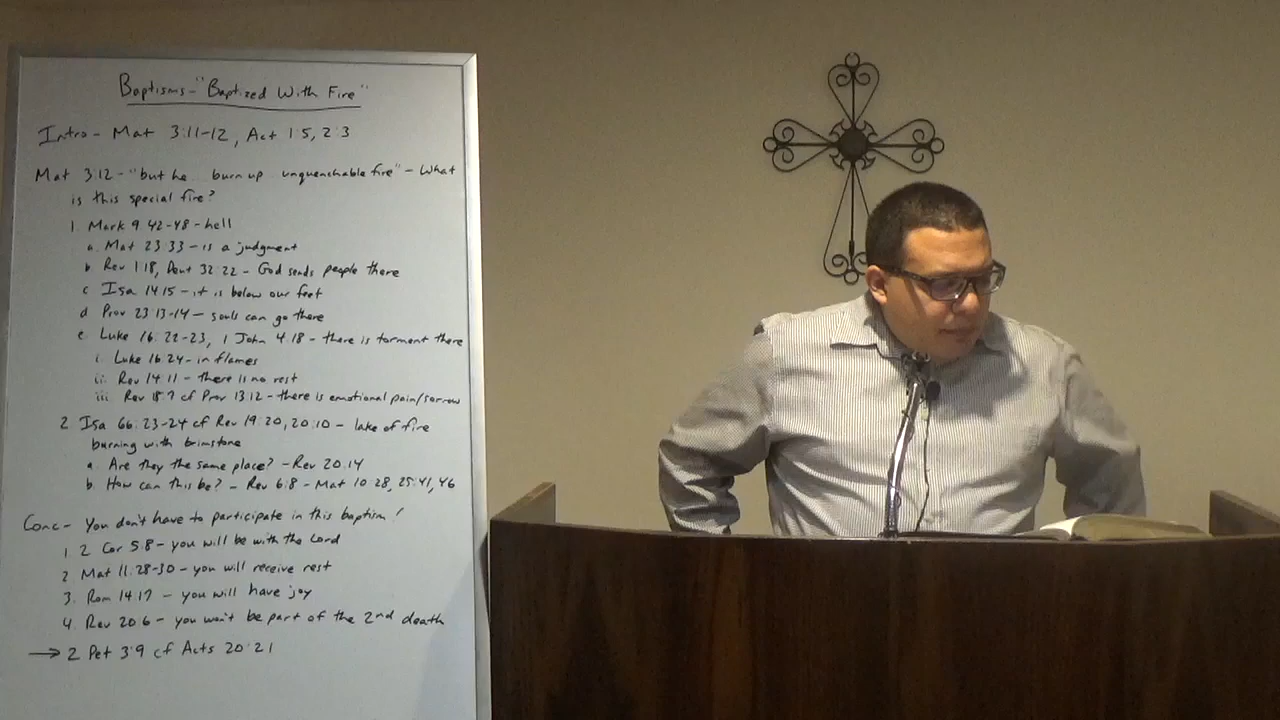 Baptisms - "Baptized With Fire"
Intro - Mat 3:11-12, Act 1:5, 2:3
Mat 3:12 - "but he.. burn up.. unquenchable fire" - What
is this special fire?
1. Mark 9:42-48 - hell
a. Mat 23:33 - is a judgment
b. Rev 1:18, Deut 32:22 - God sends people there
c. Isa 14:15 - it is below our feet
d. Prov 23:13-14 - souls can go there
e. Luke 16:22-23, 1 John 4:18 - there is torment there
i. Luke 16:24 - in flames
ii. Rev 14:11 - there is no rest
iii. Rev 18:7 cf Prov 13:12 - there is emotional pain/sorrow
2. Isa 66:23-24 cf Rev 19:20, 20:10 - lake of fire
burning with brimstone
a. Are they the same place? - Rev 20:14
b. How can this be? - Rev 6:8 - Mat 10:28, 25:41, 46
Conc - You don't have to participate in this baptism!
1. 2 Cor 5:8 - you will be with the Lord
2. Mat 11:28-30 - you will receive rest
3. Rom 14:17 - you will have joy
4. Rev 20:6 - you won't be part of the 2nd death
→ 2 Pet 3:9 cf Acts 20:21